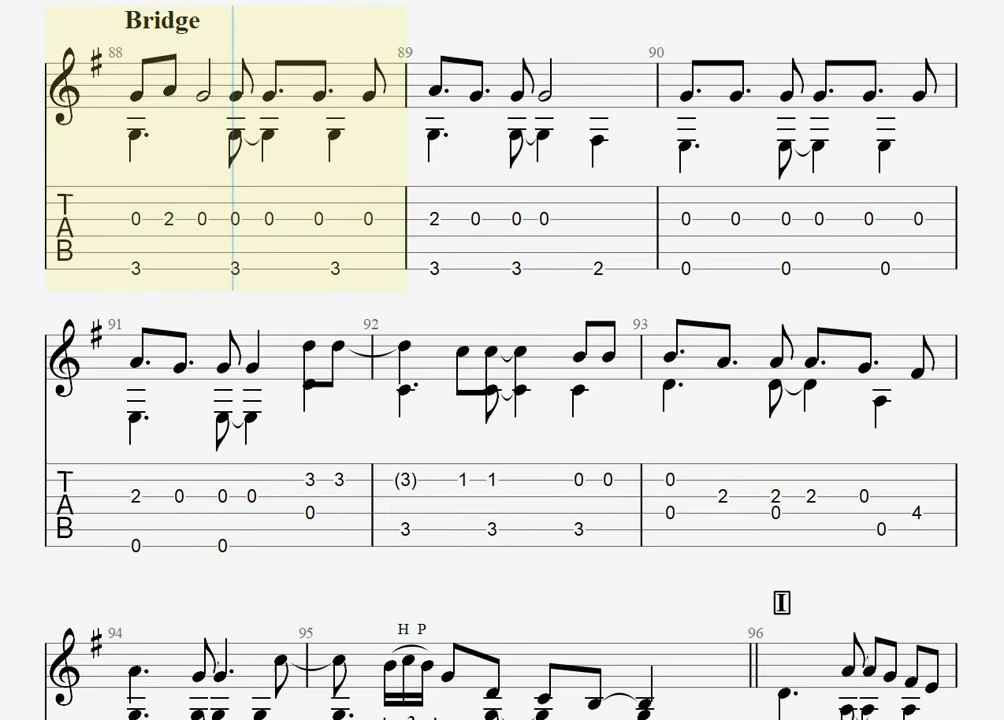 Bridge
88 89 90
T 0 2 0 0 0 0 0 2 0 0 0 0 0 0 0 0 0
A
B 3 3 3 3 3 2 0 0 0
91 92 93
T 3 3 (3) 1 1 0 0 0
A 2 0 0 0 2 2 2 0
0 0 0 4
B 3 3 3 0
0 0
I
H P
94 95 96
3